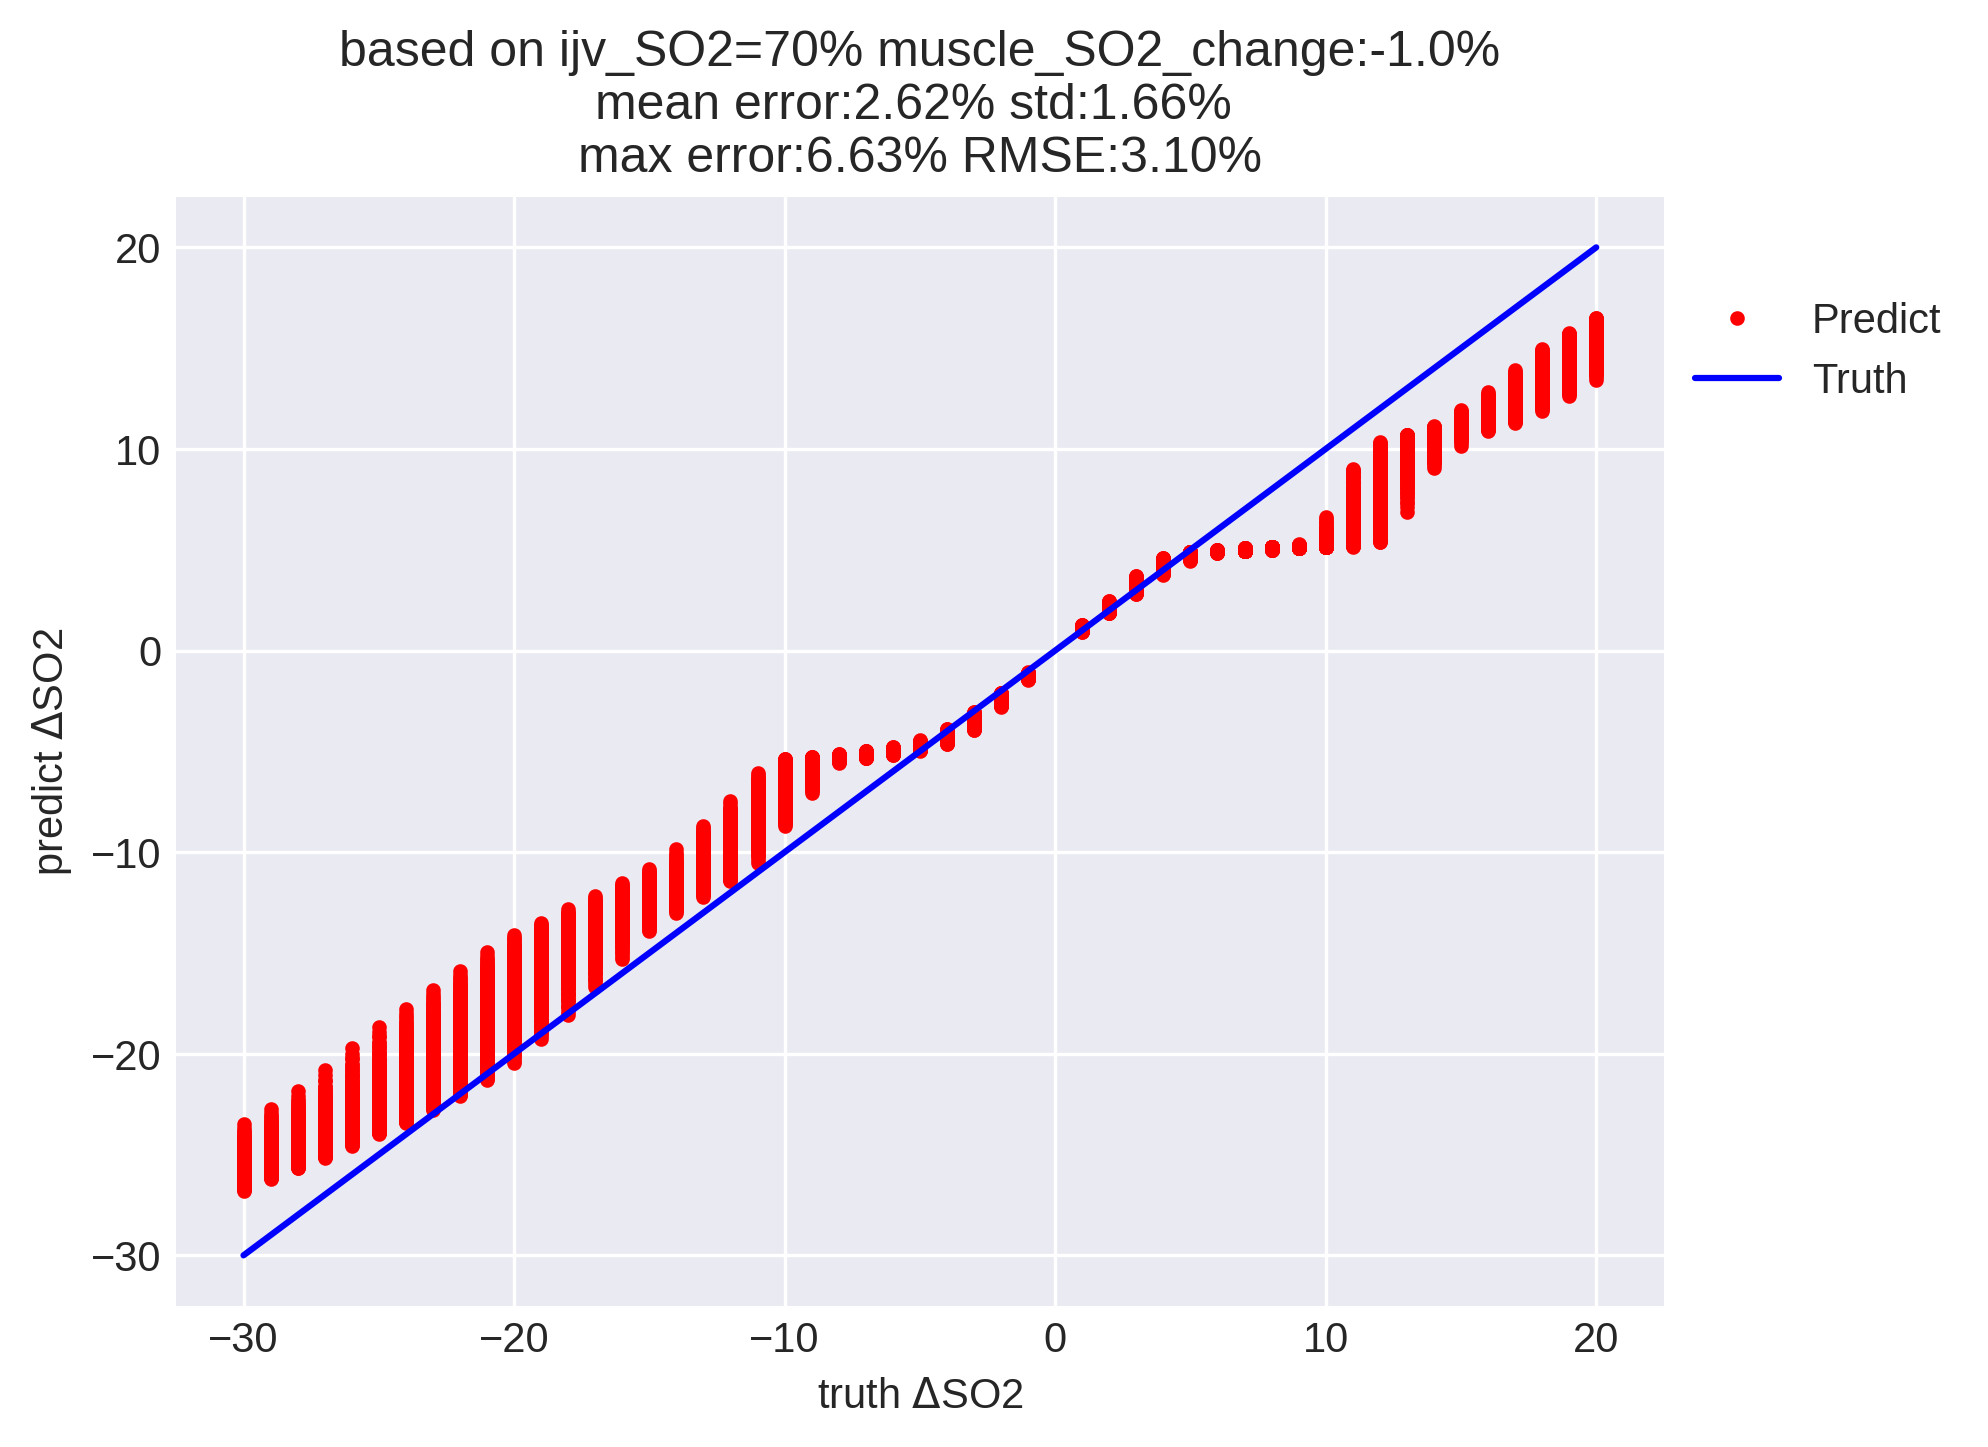 based on ijv_SO2=70% muscle_SO2_change:-1.0%
mean error:2.62% std:1.66%
max error:6.63% RMSE:3.10%
20
10
0
−10
−20
−30
predict ΔSO2
−30
−20
−10
0
10
20
truth ΔSO2
Predict
Truth